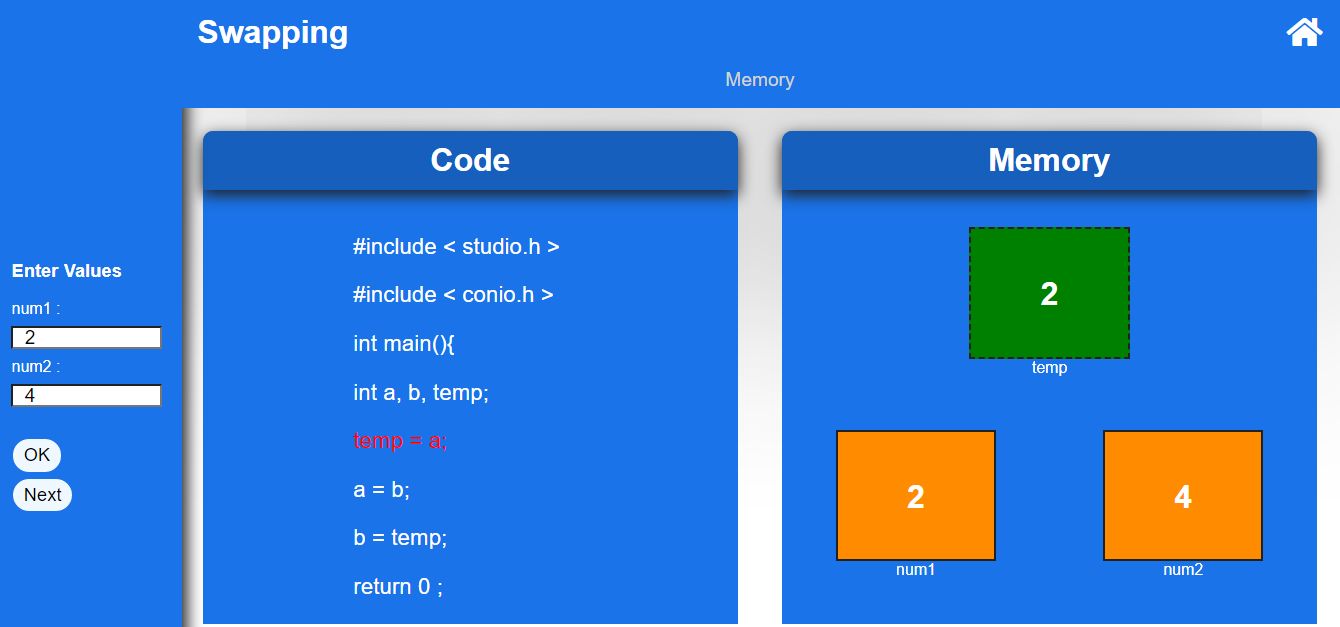 Swapping
Memory
Enter Values
num1 :
2
num2 :
4
OK
Next
Code
#include < studio.h >
#include < conio.h >
int main(){
int a, b, temp;
temp = a;
a = b;
b = temp;
return 0 ;
Memory
2
temp
2
num1
4
num2